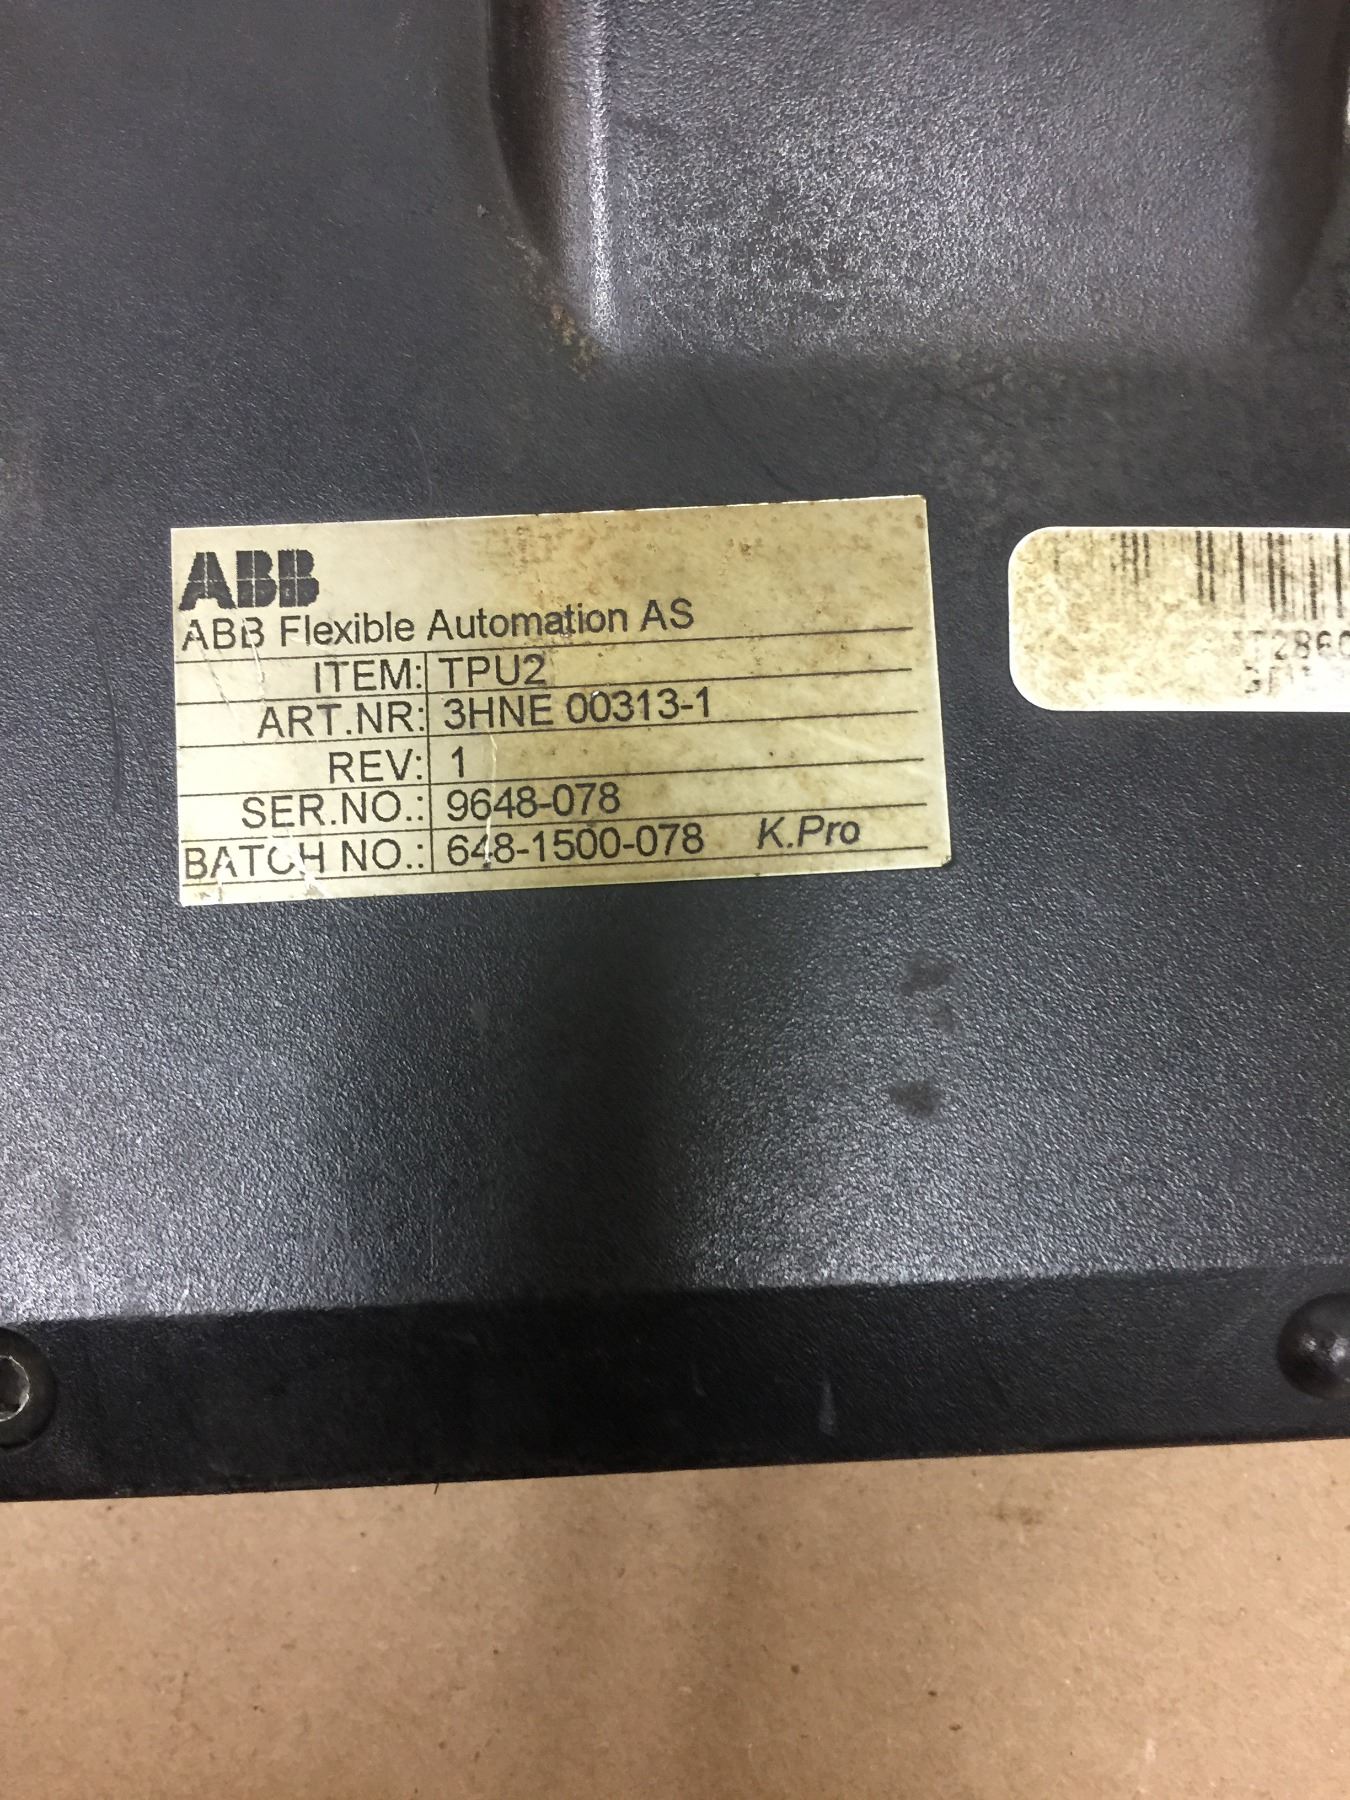 ABB
ABB Flexible Automation AS
ITEM: TPU2
ART.NR: 3HNE 00313-1
REV: 1
SER.NO.: 9648-078
BATCH NO.: 648-1500-078 K.Pro